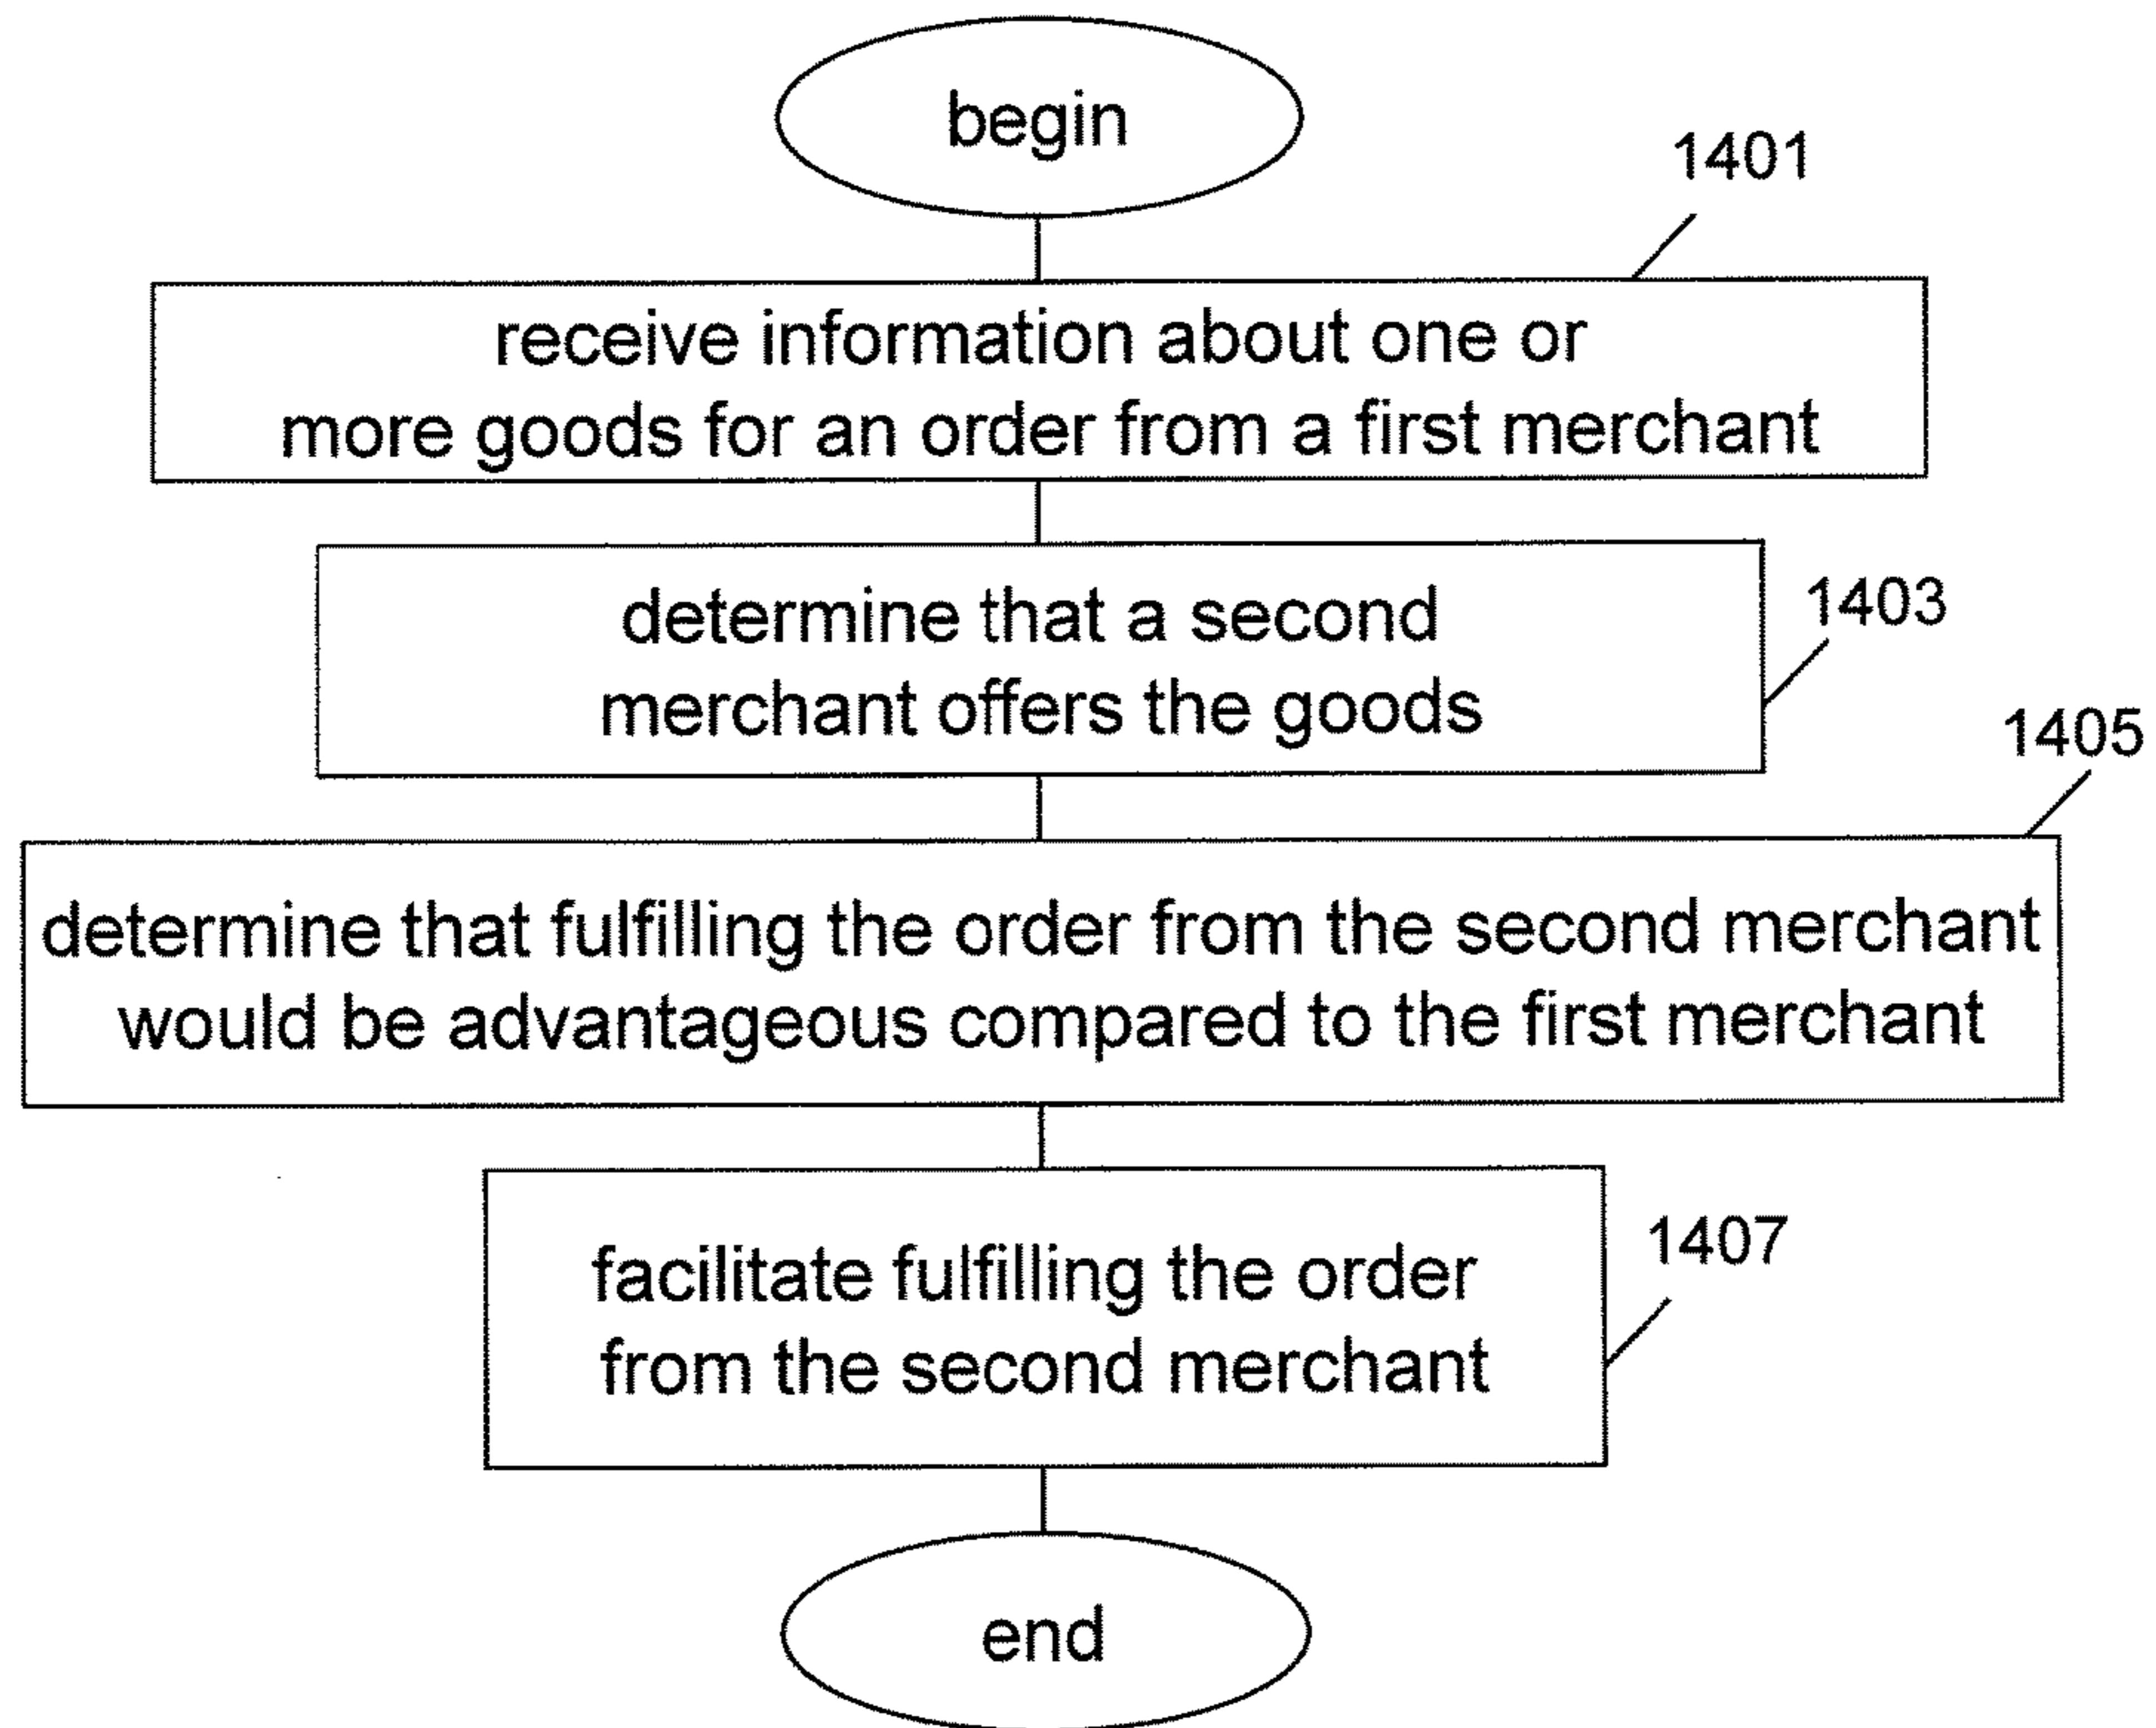 begin
1401
receive information about one or
more goods for an order from a first merchant
determine that a second
merchant offers the goods
1403
1405
determine that fulfilling the order from the second merchant
would be advantageous compared to the first merchant
facilitate fulfilling the order
from the second merchant
1407
end